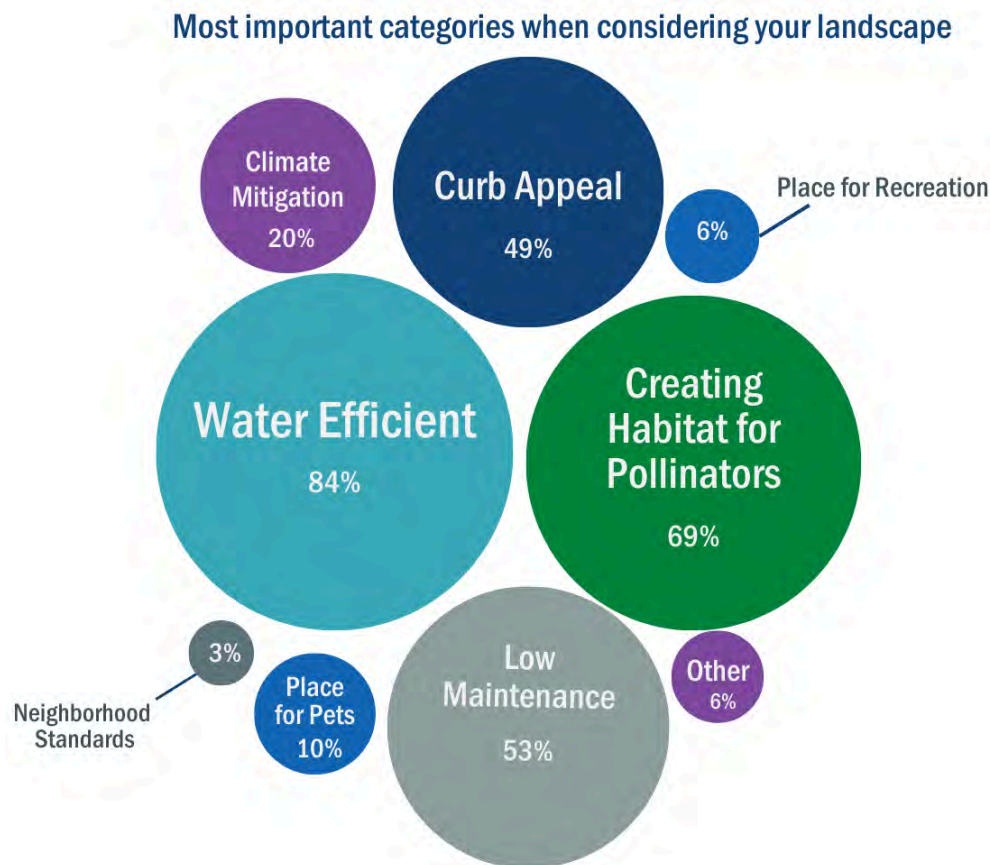 Most important categories when considering your landscape
Climate
Mitigation
20%
Curb Appeal
49%
6%
Place for Recreation
Water Efficient
84%
Creating
Habitat for
Pollinators
69%
3%
Neighborhood
Standards
Place
for Pets
10%
Low
Maintenance
53%
Other
6%